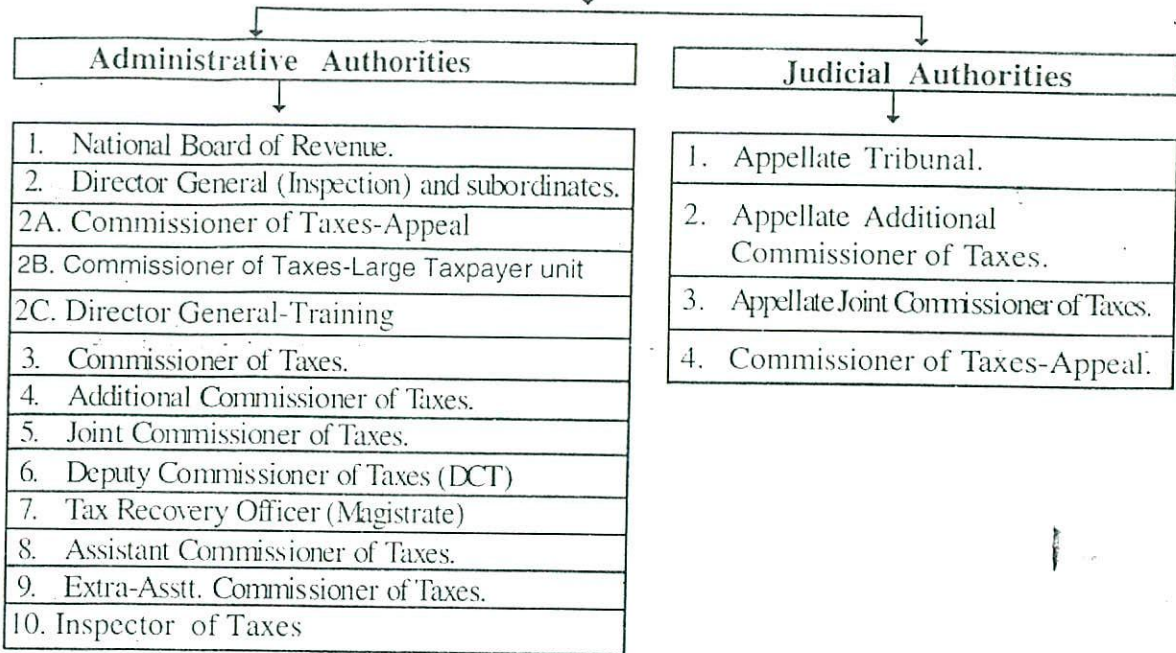 Administrative Authorities
1. National Board of Revenue.
2. Director General (Inspection) and subordinates.
2A. Commissioner of Taxes-Appeal
2B. Commissioner of Taxes-Large Taxpayer unit
2C. Director General-Training
3. Commissioner of Taxes.
4. Additional Commissioner of Taxes.
5. Joint Commissioner of Taxes.
6. Deputy Commissioner of Taxes (DCT)
7. Tax Recovery Officer (Magistrate)
8. Assistant Commissioner of Taxes.
9. Extra-Asstt. Commissioner of Taxes.
10. Inspector of Taxes
Judicial Authorities
1. Appellate Tribunal.
2. Appellate Additional
Commissioner of Taxes.
3. Appellate Joint Commissioner of Taxes.
4. Commissioner of Taxes-Appeal.